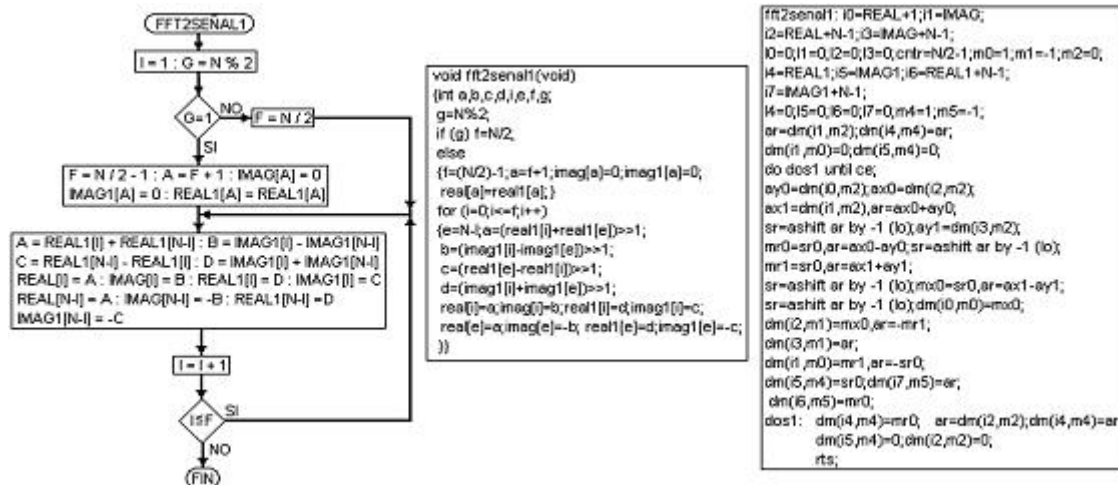 FFT2SEÑAL1
I = 1 : G = N % 2
G=1
NO
F = N / 2
SI
F = N / 2 - 1 : A = F + 1 : IMAG[A] = 0
IMAG1[A] = 0 : REAL1[A] = REAL1[A]
A = REAL1[I] + REAL1[N-I] : B = IMAG1[I] - IMAG1[N-I]
C = REAL1[N-I] - REAL1[I] : D = IMAG1[I] + IMAG1[N-I]
REAL[I] = A : IMAG[I] = B : REAL1[I] = D : IMAG1[I] = C
REAL[N-I] = A : IMAG[N-I] = -B : REAL1[N-I] = D
IMAG1[N-I] = -C
I = I + 1
I≤F
SI
NO
FIN
void fft2senal1(void)
{int a,b,c,d,i,e,f,g;
g=N%2;
if (g) f=N/2;
else
{f=(N/2)-1;a=f+1;imag[a]=0;imag1[a]=0;
real[a]=real1[a];}
for (i=0;i<=f;i++)
{e=N-I;a=(real1[i]+real1[e])>>1;
b=(imag1[i]-imag1[e])>>1;
c=(real1[e]-real1[i])>>1;
d=(imag1[i]+imag1[e])>>1;
real[i]=a;imag[i]=b;real1[i]=d;imag1[i]=c;
real[e]=a;imag[e]=-b; real1[e]=d;imag1[e]=-c;
}}
fft2senal1: i0=REAL+1;i1=IMAG;
i2=REAL+N-1;i3=IMAG+N-1;
l0=0;l1=0;l2=0;l3=0;cntr=N/2-1;m0=1;m1=-1;m2=0;
i4=REAL1;i5=IMAG1;i6=REAL1+N-1;
i7=IMAG1+N-1;
l4=0;l5=0;l6=0;l7=0;m4=1;m5=-1;
ar=dm(i1,m2);dm(i4,m4)=ar;
dm(i1,m0)=0;dm(i5,m4)=0;
do dos1 until ce;
ay0=dm(i0,m2);ax0=dm(i2,m2);
ax1=dm(i1,m2),ar=ax0+ay0;
sr=ashift ar by -1 (lo);ay1=dm(i3,m2);
mr0=sr0,ar=ax0-ay0;sr=ashift ar by -1 (lo);
mr1=sr0,ar=ax1+ay1;
sr=ashift ar by -1 (lo);mx0=sr0,ar=ax1-ay1;
sr=ashift ar by -1 (lo);dm(i0,m0)=mx0;
dm(i2,m1)=mx0,ar=-mr1;
dm(i3,m1)=ar;
dm(i1,m0)=mr1,ar=-sr0;
dm(i5,m4)=sr0;dm(i7,m5)=ar;
dm(i6,m5)=mr0;
dos1: dm(i4,m4)=mr0; ar=dm(i2,m2);dm(i4,m4)=ar
dm(i5,m4)=0;dm(i2,m2)=0;
rts;